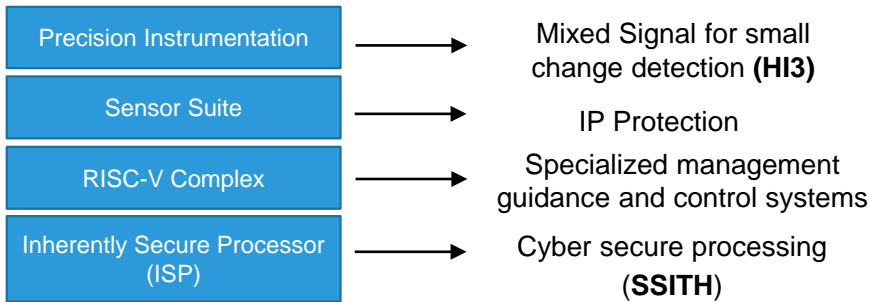 Precision Instrumentation
Mixed Signal for small
change detection (HI3)
Sensor Suite
IP Protection
RISC-V Complex
Specialized management
guidance and control systems
Inherently Secure Processor
(ISP)
Cyber secure processing
(SSITH)